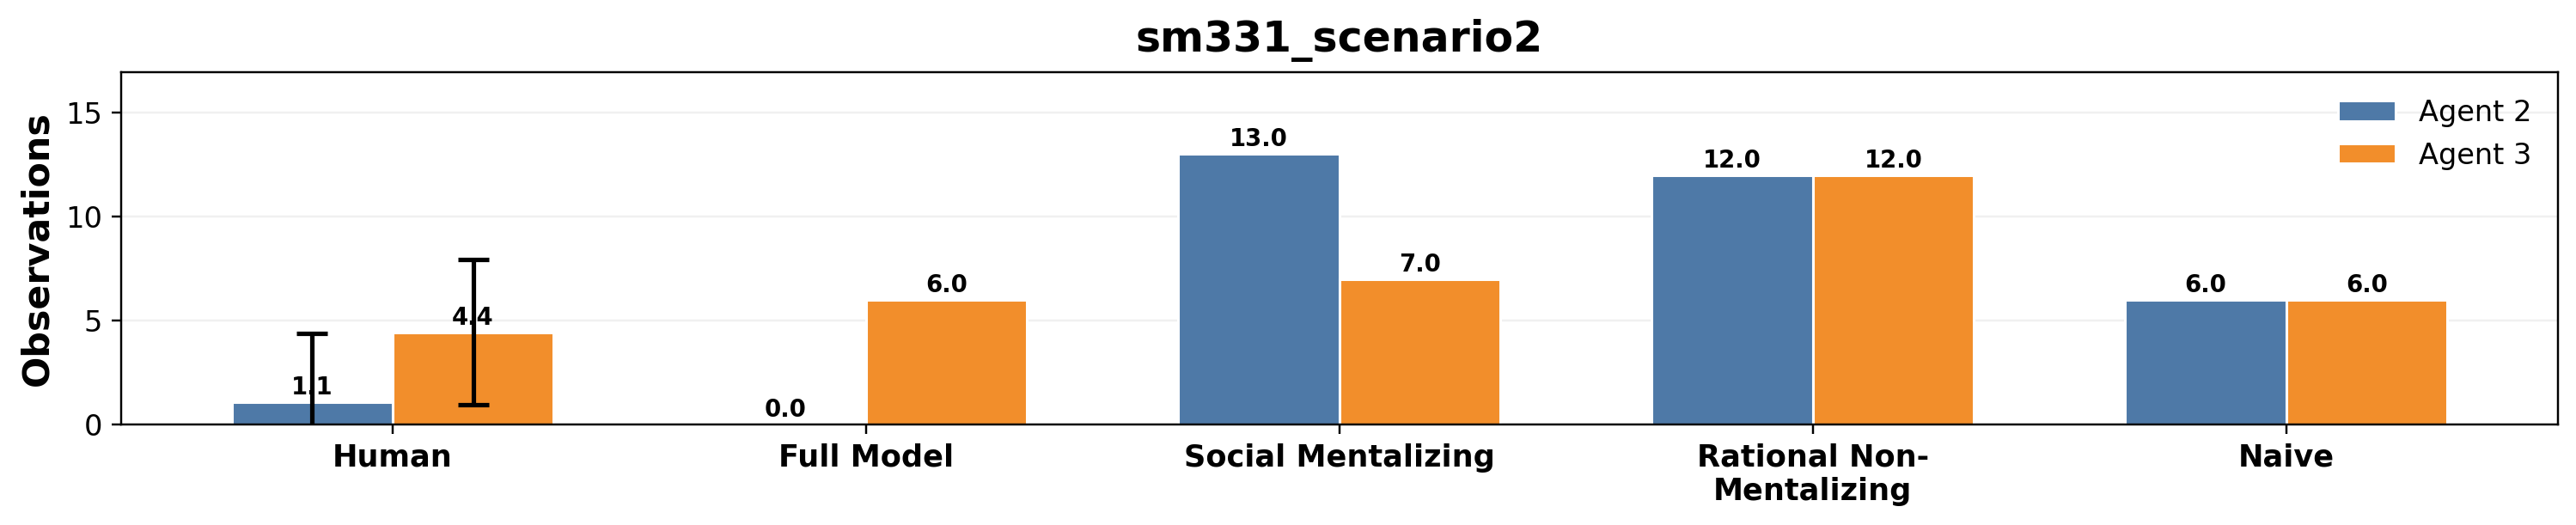 sm331_scenario2
Observations
15
10
5
0
Agent 2
Agent 3
1.1
4.4
0.0
6.0
13.0
7.0
12.0
12.0
6.0
6.0
Human
Full Model
Social Mentalizing
Rational Non-
Mentalizing
Naive